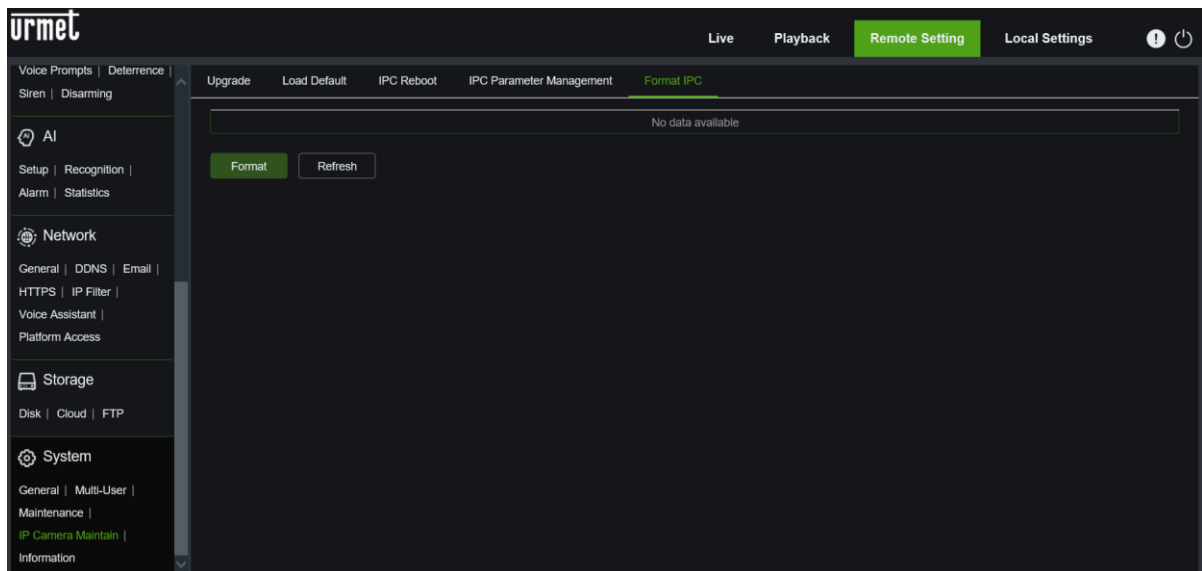 urmet
Live Playback Remote Setting Local Settings
Voice Prompts | Deterrence |
Siren | Disarming
AI
Setup | Recognition |
Alarm | Statistics
Network
General | DDNS | Email |
HTTPS | IP Filter |
Voice Assistant |
Platform Access
Storage
Disk | Cloud | FTP
System
General | Multi-User |
Maintenance |
IP Camera Maintain |
Information
Upgrade Load Default IPC Reboot IPC Parameter Management Format IPC
No data available
Format Refresh